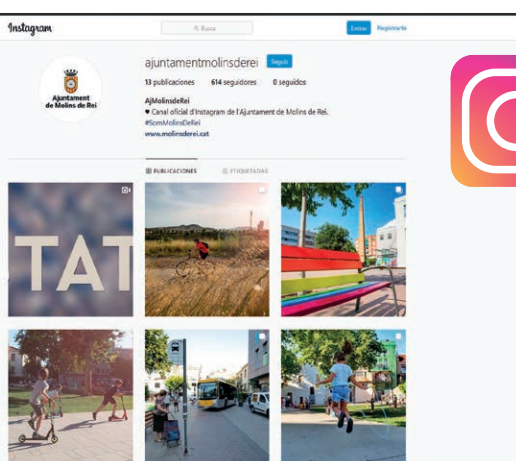 Instagram
Busca
Entrar Regístrate
Ajuntament
de Molins de Rei
ajuntamentmolinsderei Seguir
13 publicaciones 614 seguidores 0 seguidos
AjMolinsdeRei
♥ Canal oficial d'Instagram de l'Ajuntament de Molins de Rei.
#SomMolinsDeRei
www.molinsderei.cat
PUBLICACIONES ETIQUETADAS
TAT